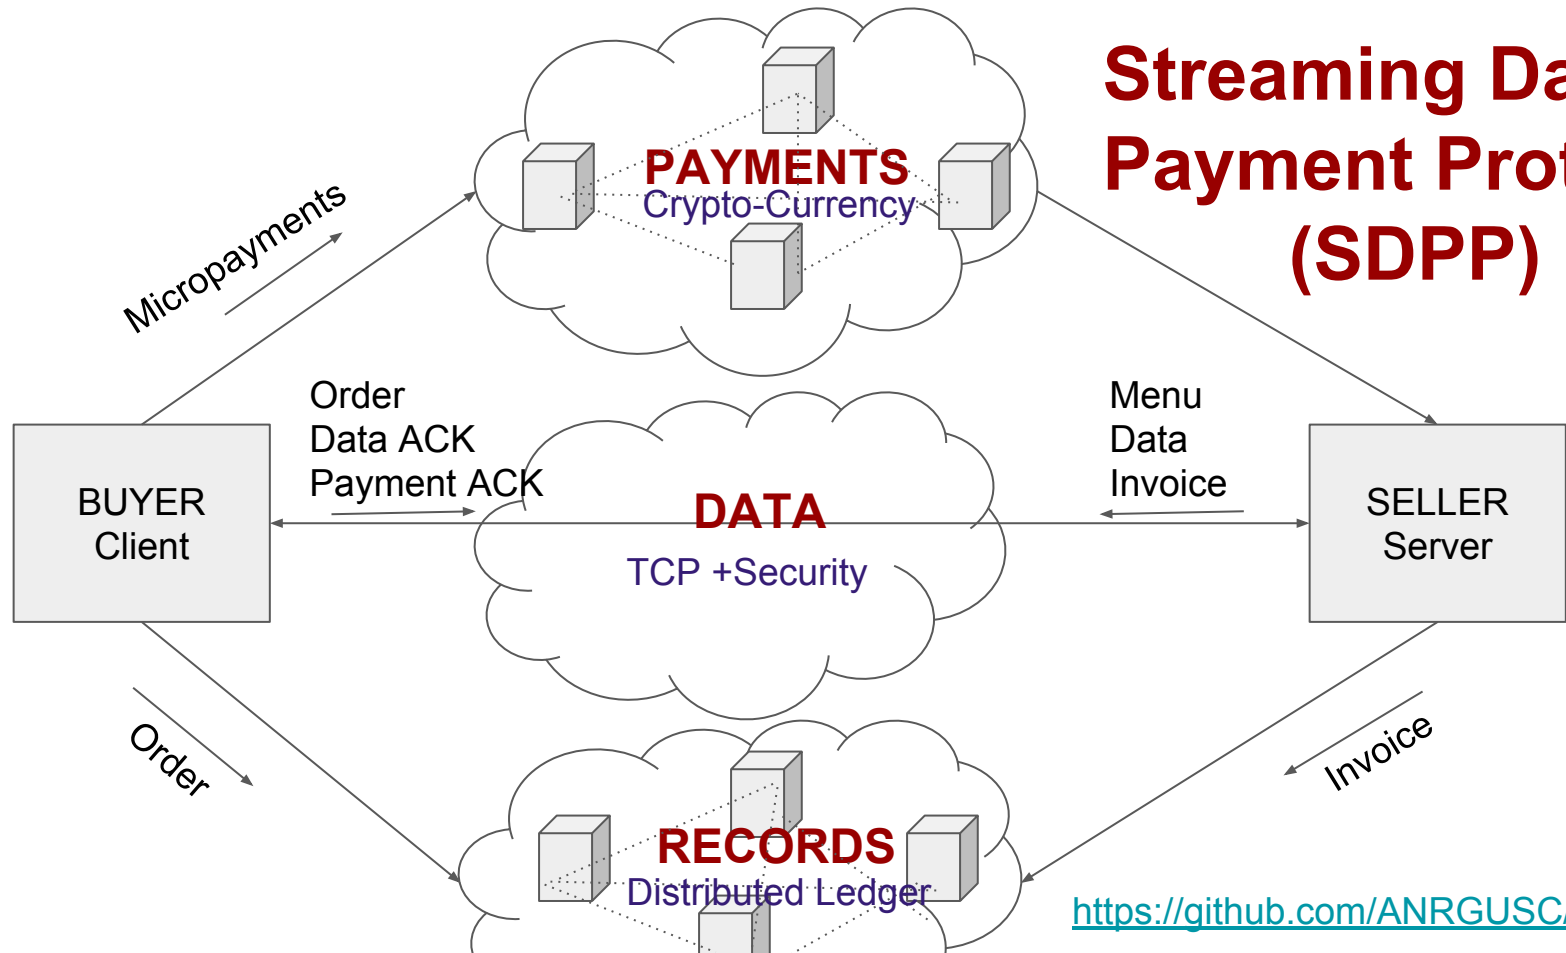 Streaming Da
Payment Prot
(SDPP)
PAYMENTS
Crypto-Currency
Micropayments
Order
Data ACK
Payment ACK
Menu
Data
Invoice
BUYER
Client
DATA
TCP +Security
SELLER
Server
Order
Invoice
RECORDS
Distributed Ledger
https://github.com/ANRGUSC/